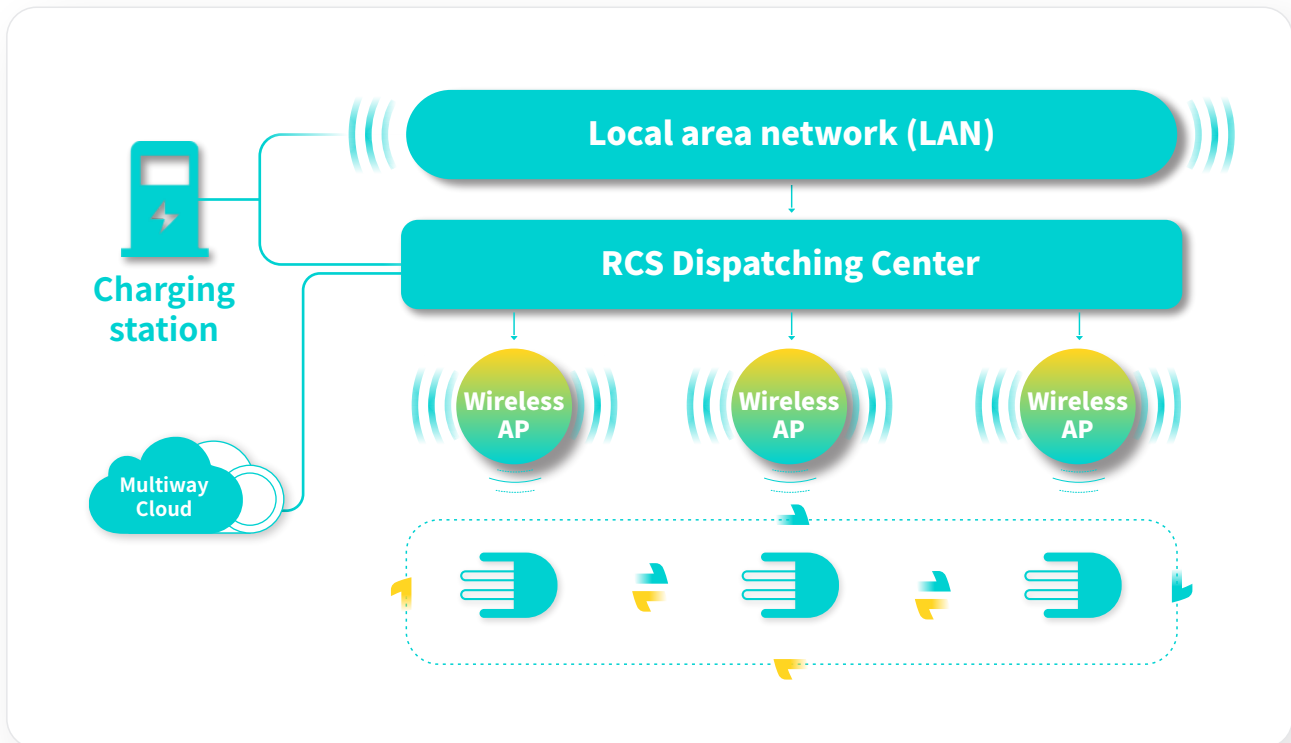 Local area network (LAN)
RCS Dispatching Center
Charging
station
Wireless
AP
Wireless
AP
Wireless
AP
Multiway
Cloud